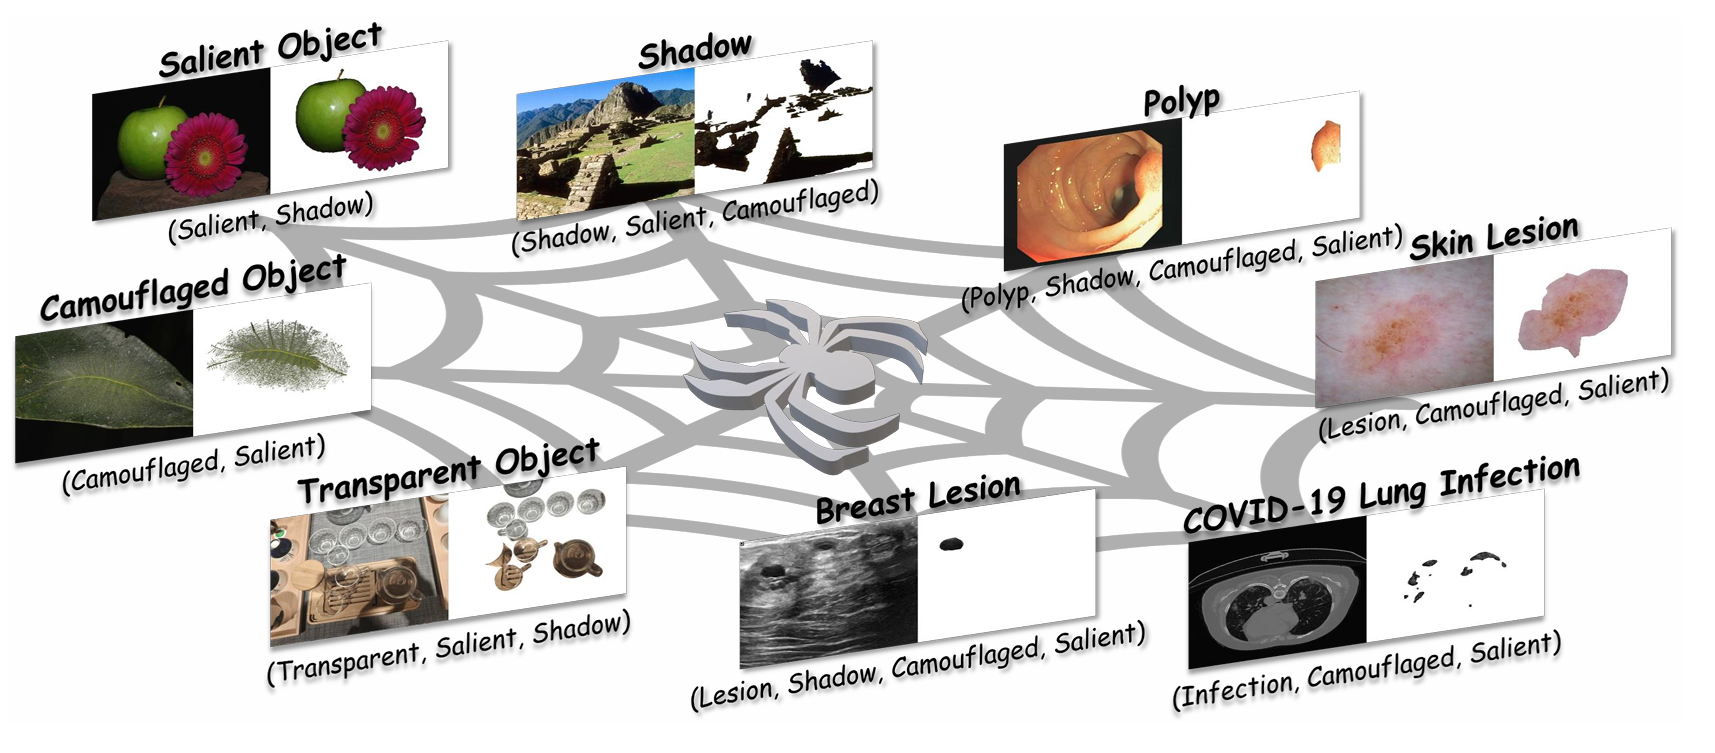 Salient Object
(Salient, Shadow)
Shadow
(Shadow, Salient, Camouflaged)
Polyp
(Polyp, Shadow, Camouflaged, Salient)
Skin Lesion
(Lesion, Camouflaged, Salient)
Camouflaged Object
(Camouflaged, Salient)
Transparent Object
(Transparent, Salient, Shadow)
Breast Lesion
(Lesion, Shadow, Camouflaged, Salient)
COVID-19 Lung Infection
(Infection, Camouflaged, Salient)